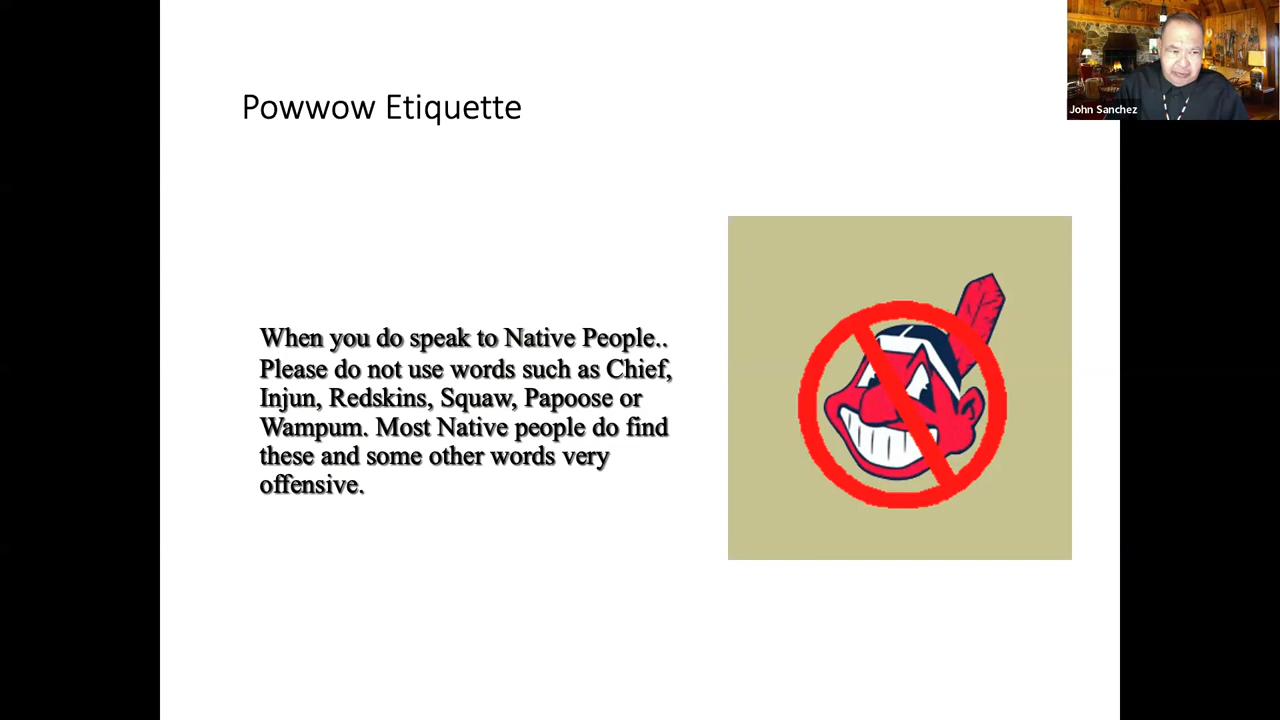 Powwow Etiquette
John Sanchez
When you do speak to Native People..
Please do not use words such as Chief,
Injun, Redskins, Squaw, Papoose or
Wampum. Most Native people do find
these and some other words very
offensive.